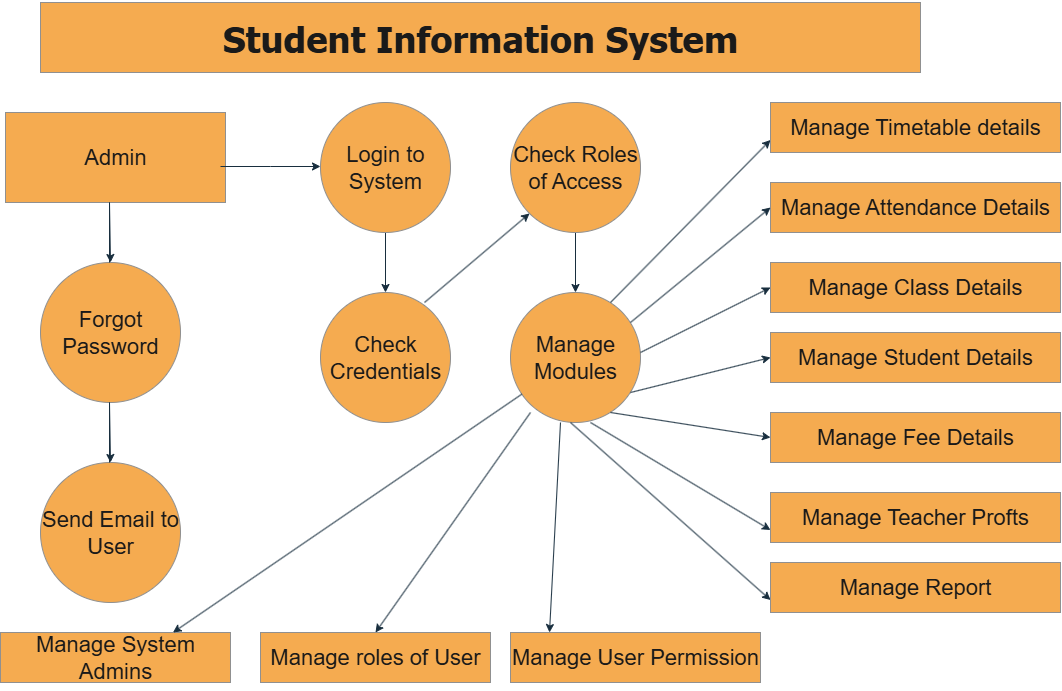 Student Information System
Admin
Login to
System
Check Roles
of Access
Manage Timetable details
Manage Attendance Details
Manage Class Details
Forgot
Password
Check
Credentials
Manage
Modules
Manage Student Details
Manage Fee Details
Send Email to
User
Manage Teacher Profts
Manage Report
Manage System
Admins
Manage roles of User
Manage User Permission